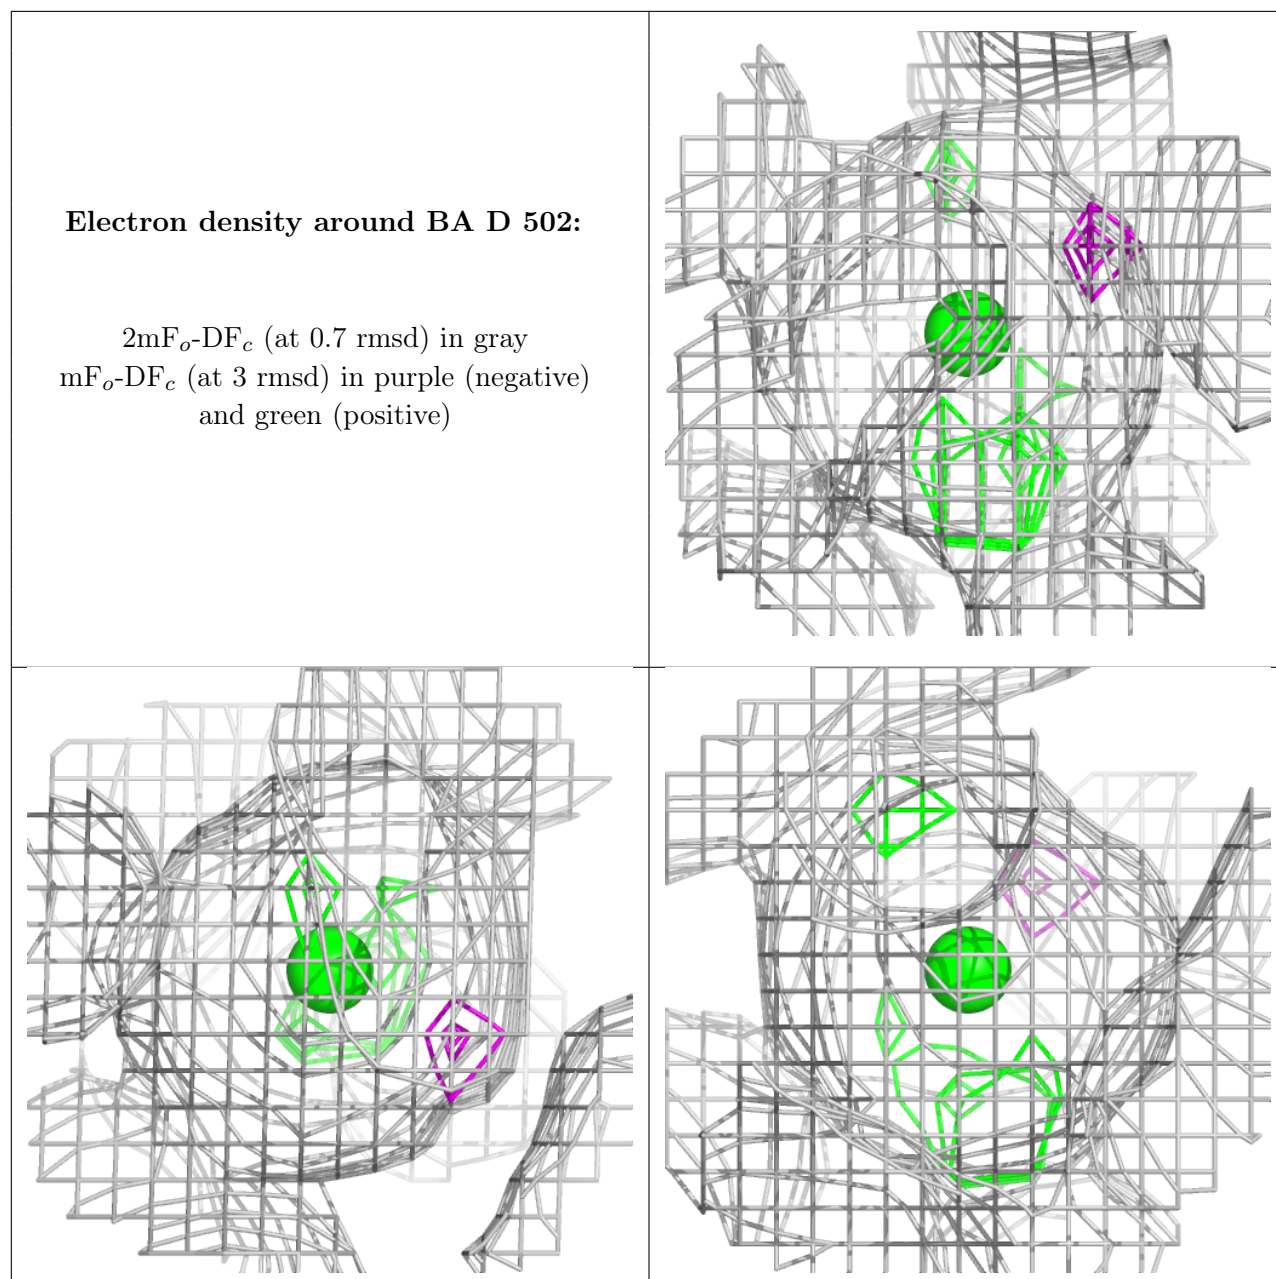 Electron density around BA D 502:
2mFo-DFc (at 0.7 rmsd) in gray
mFo-DFc (at 3 rmsd) in purple (negative)
and green (positive)